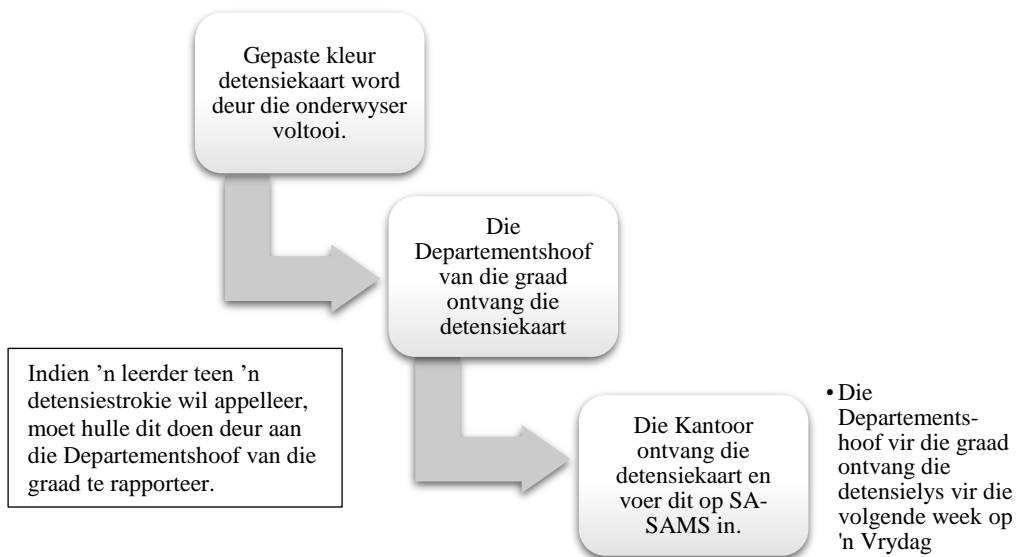 Gepaste kleur
detensiekaart word
deur die onderwyser
voltooi.
Die
Departementshoof
van die graad
ontvang die
detensiekaart
Indien ’n leerder teen ’n
detensiestrokie wil appelleer,
moet hulle dit doen deur aan
die Departementshoof van die
graad te rapporteer.
Die Kantoor
ontvang die
detensiekaart en
voer dit op SA-
SAMS in.
• Die
Departements-
hoof vir die graad
ontvang die
detensielys vir die
volgende week op
'n Vrydag